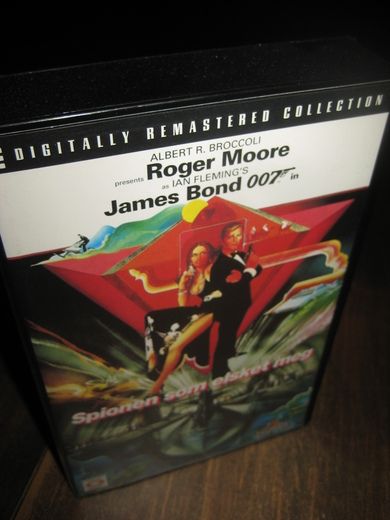 DIGITALLY REMASTERED COLLECTION
ALBERT R. BROCCOLI
presents Roger Moore
as IAN FLEMING'S
James Bond 007 in
Spionen som elsket meg